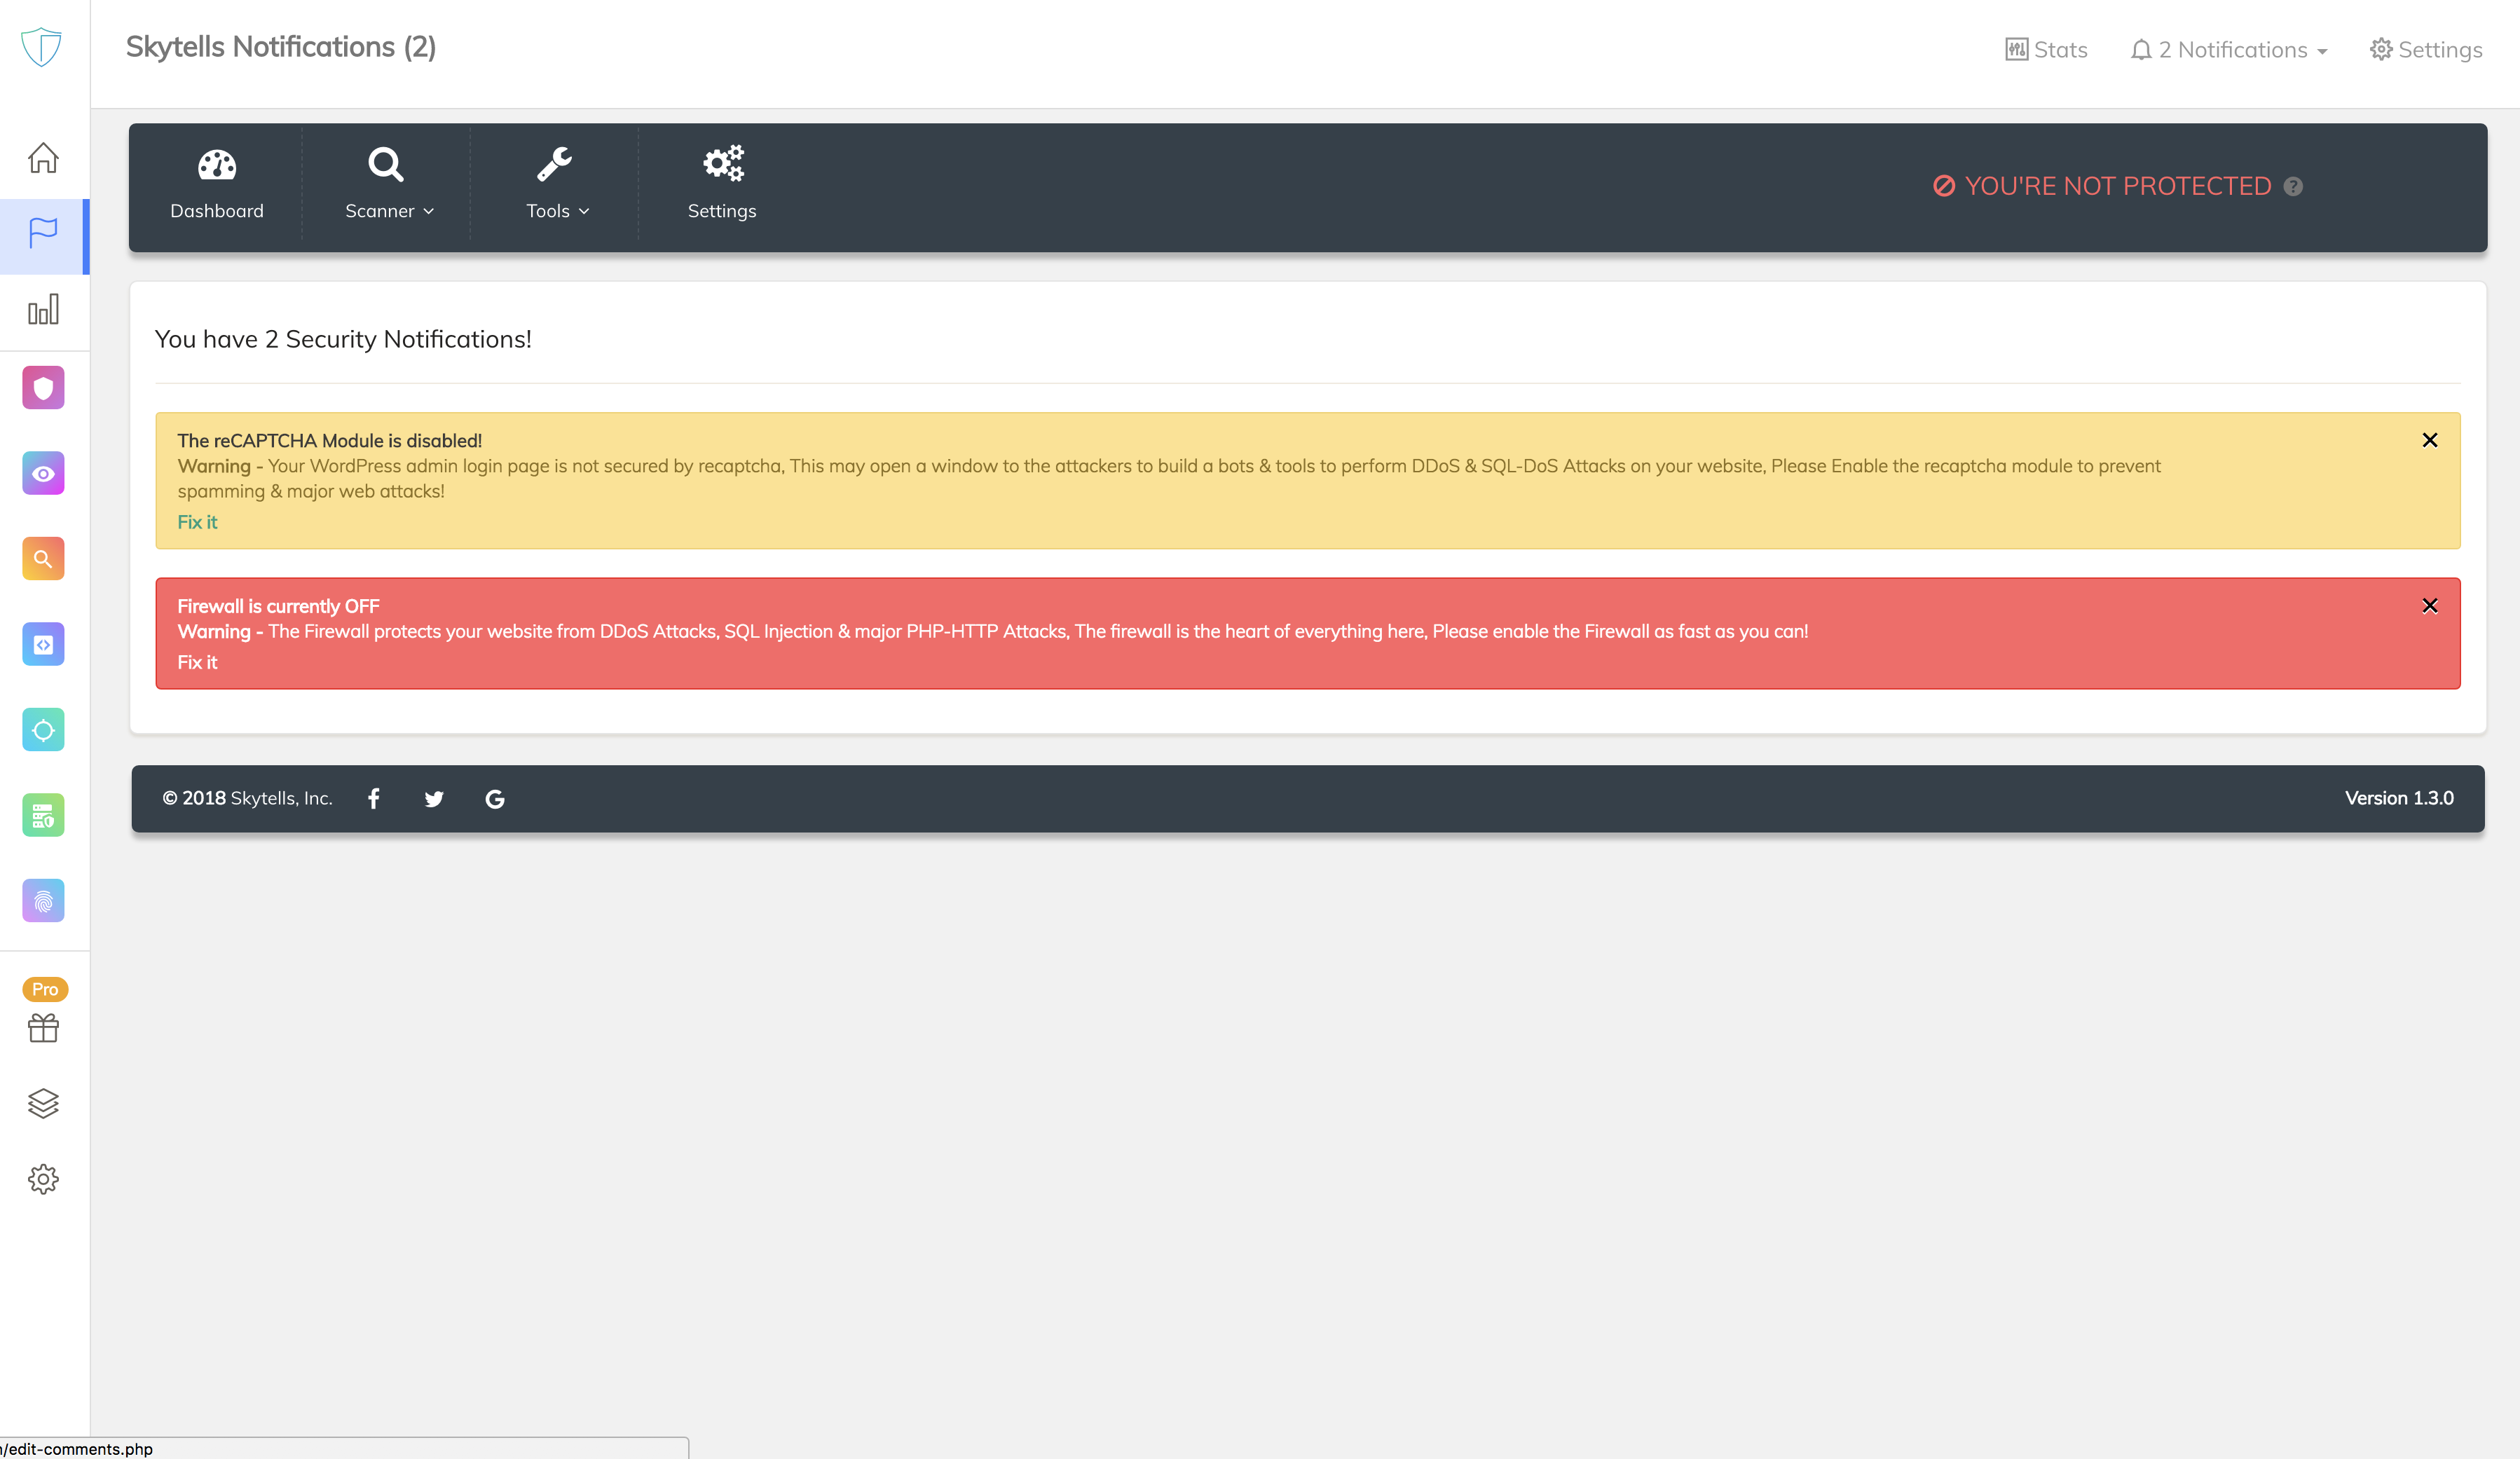 Skytells Notifications (2)
Stats
2 Notifications
Settings
Dashboard
Scanner
Tools
Settings
YOU'RE NOT PROTECTED
You have 2 Security Notifications!
The reCAPTCHA Module is disabled!
Warning - Your WordPress admin login page is not secured by recaptcha, This may open a window to the attackers to build a bots & tools to perform DDoS & SQL-DoS Attacks on your website, Please Enable the recaptcha module to prevent
spamming & major web attacks!
Fix it
Firewall is currently OFF
Warning - The Firewall protects your website from DDoS Attacks, SQL Injection & major PHP-HTTP Attacks, The firewall is the heart of everything here, Please enable the Firewall as fast as you can!
Fix it
© 2018 Skytells, Inc.
Version 1.3.0
Pro
/edit-comments.php